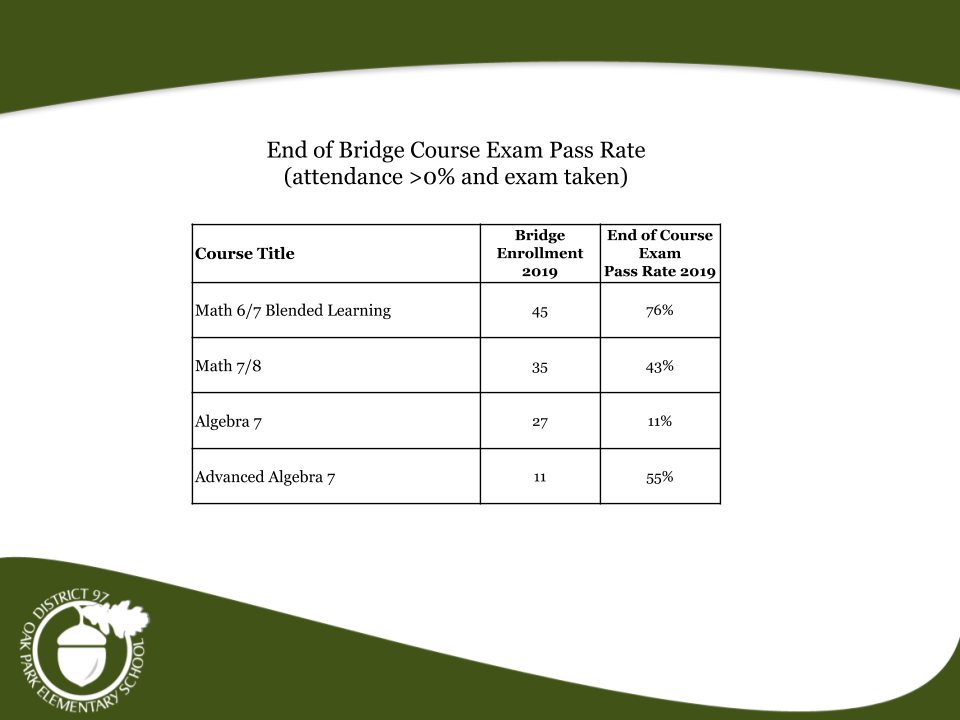 End of Bridge Course Exam Pass Rate
(attendance >0% and exam taken)
Course Title
Bridge
Enrollment
2019
End of Course
Exam
Pass Rate 2019
Math 6/7 Blended Learning 45 76%
Math 7/8 35 43%
Algebra 7 27 11%
Advanced Algebra 7 11 55%
DISTRICT 97
OAK PARK ELEMENTARY SCHOOL